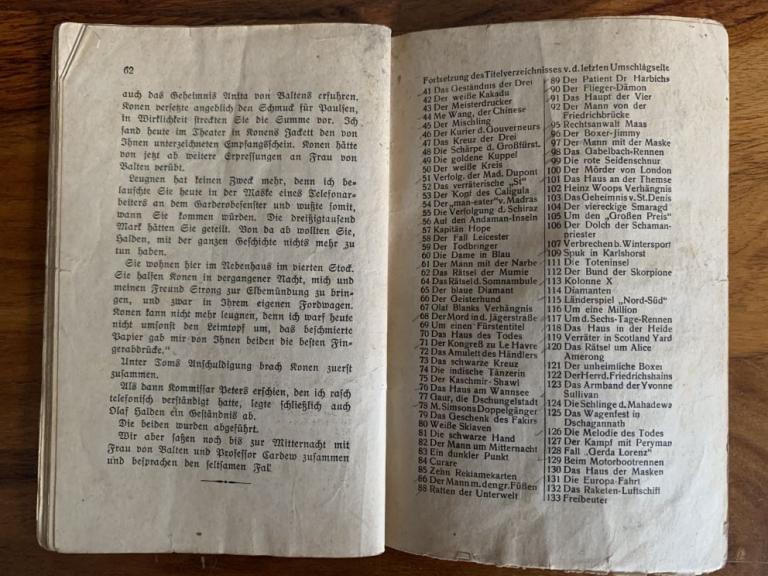 62
auch das Geheimnis Anita von Baltens erfuhren.
Konen versetzte angeblich den Schmuck für Paulsen,
in Wirklichkeit streckten Sie die Summe vor. Ich
fand heute im Theater in Konens Jackett den von
Ihnen unterzeichneten Empfangsschein. Konen hätte
von jetzt ab weitere Erpressungen an Frau von
Balten verübt.
Leugnen hat keinen Zweck mehr, denn ich be-
lauschte Sie heute in der Maske eines Telefonar-
beiters an dem Garderobefenster und wußte somit,
wann Sie kommen würden. Die dreißigtausend
Mark hätten Sie geteilt. Von da ab wollten Sie,
Halden, mit der ganzen Geschichte nichts mehr zu
tun haben.
Sie wohnen hier im Nebenhaus im vierten Stock.
Sie halfen Konen in vergangener Nacht, mich und
meinen Freund Strong zur Elbemündung zu brin-
gen, und zwar in Ihrem eigenen Fordwagen.
Konen kann nicht mehr leugnen, denn ich warf heute
nicht umsonst den Leimtopf um, das beschmierte
Papier gab mir von Ihnen beiden die besten Fin-
gerabdrücke."
Unter Toms Anschuldigung brach Konen zuerst
zusammen.
Als dann Kommissar Peters erschien, den ich rasch
telefonisch verständigt hatte, legte schließlich auch
Olaf Halden ein Geständnis ab.
Die beiden wurden abgeführt.
Wir aber saßen noch bis zur Mitternacht mit
Frau von Balten und Professor Cardew zusammen
und besprachen den seltsamen Fal
Fortsetzung des Titelverzeichnisses v. d. letzten Umschlagseite
41 Das Geständnis der Drei
42 Der weiße Kakadu
43 Der Meisterdrucker
44 Me Wang, der Chinese
45 Der Mischling
46 Der Kurier d. Gouverneurs
47 Das Kreuz der Drei
48 Die Schärpe d. Großfürst.
49 Die goldene Kuppel
50 Der weiße Kreis
51 Verfolg. der Mad. Dupont
52 Das verräterische „Si"
53 Der Kopf des Caligula
54 Der „man-eater" v. Madras
55 Die Verfolgung d. Schiraz
56 Auf den Andaman-Inseln
57 Kapitän Hope
58 Der Fall Leicester
59 Der Todbringer
60 Die Dame in Blau
61 Der Mann mit der Narbe
62 Das Rätsel der Mumie
64 Das Rätsel d. Somnambule
65 Der blaue Diamant
66 Der Geisterhund
67 Olaf Blanks Verhängnis
68 Der Mord in d. Jägerstraße
69 Um einen Fürstentitel
70 Das Haus des Todes
71 Der Kongreß zu Le Havre
72 Das Amulett des Händlers
73 Das schwarze Kreuz
74 Die indische Tänzerin
75 Der Kaschmir-Shawl
76 Das Haus am Wannsee
77 Gaur, die Dschungelstadt
78 M. Simsons Doppelgänger
79 Das Geschenk des Fakirs
80 Weiße Sklaven
81 Die schwarze Hand
82 Der Mann um Mitternacht
83 Ein dunkler Punkt
84 Curare
85 Zehn Reklamekarten
86 Der Mann m. den gr. Füßen
88 Ratten der Unterwelt
89 Der Patient Dr Harbichs
90 Der Flieger-Dämon
91 Das Haupt der Vier
92 Der Mann von der
Friedrichbrücke
95 Rechtsanwalt Maas
96 Der Boxer-Jimmy
97 Der Mann mit der Maske
98 Das Gabelbach-Rennen
99 Die rote Seidenschnur
100 Der Mörder von London
101 Das Haus an der Themse
102 Heinz Woops Verhängnis
103 Das Geheimnis v. St. Denis
104 Der viereckige Smaragd
105 Um den „Großen Preis"
106 Der Dolch der Schaman-
priester
107 Verbrechen b. Wintersport
109 Spuk in Karlshorst
111 Die Toteninsel
112 Der Bund der Skorpione
113 Kolonne X
114 Diamanten
115 Länderspiel „Nord-Süd"
116 Um eine Million
117 Um d. Sechs-Tage-Rennen
118 Das Haus in der Heide
119 Verräter in Scotland Yard
120 Das Rätsel um Alice
Amerong
121 Der unheimliche Boxer
122 Der Herr d. Friedrichshains
123 Das Armband der Yvonne
Sullivan
124 Die Schlinge d. Mahadewa
125 Das Wagenfest in
Dschagannath
126 Die Melodie des Todes
127 Der Kampf mit Peryman
128 Fall „Gerda Lorenz"
129 Beim Motorbootrennen
130 Das Haus der Masken
131 Die Europa-Fahrt
132 Das Raketen-Luftschiff
133 Freibeuter